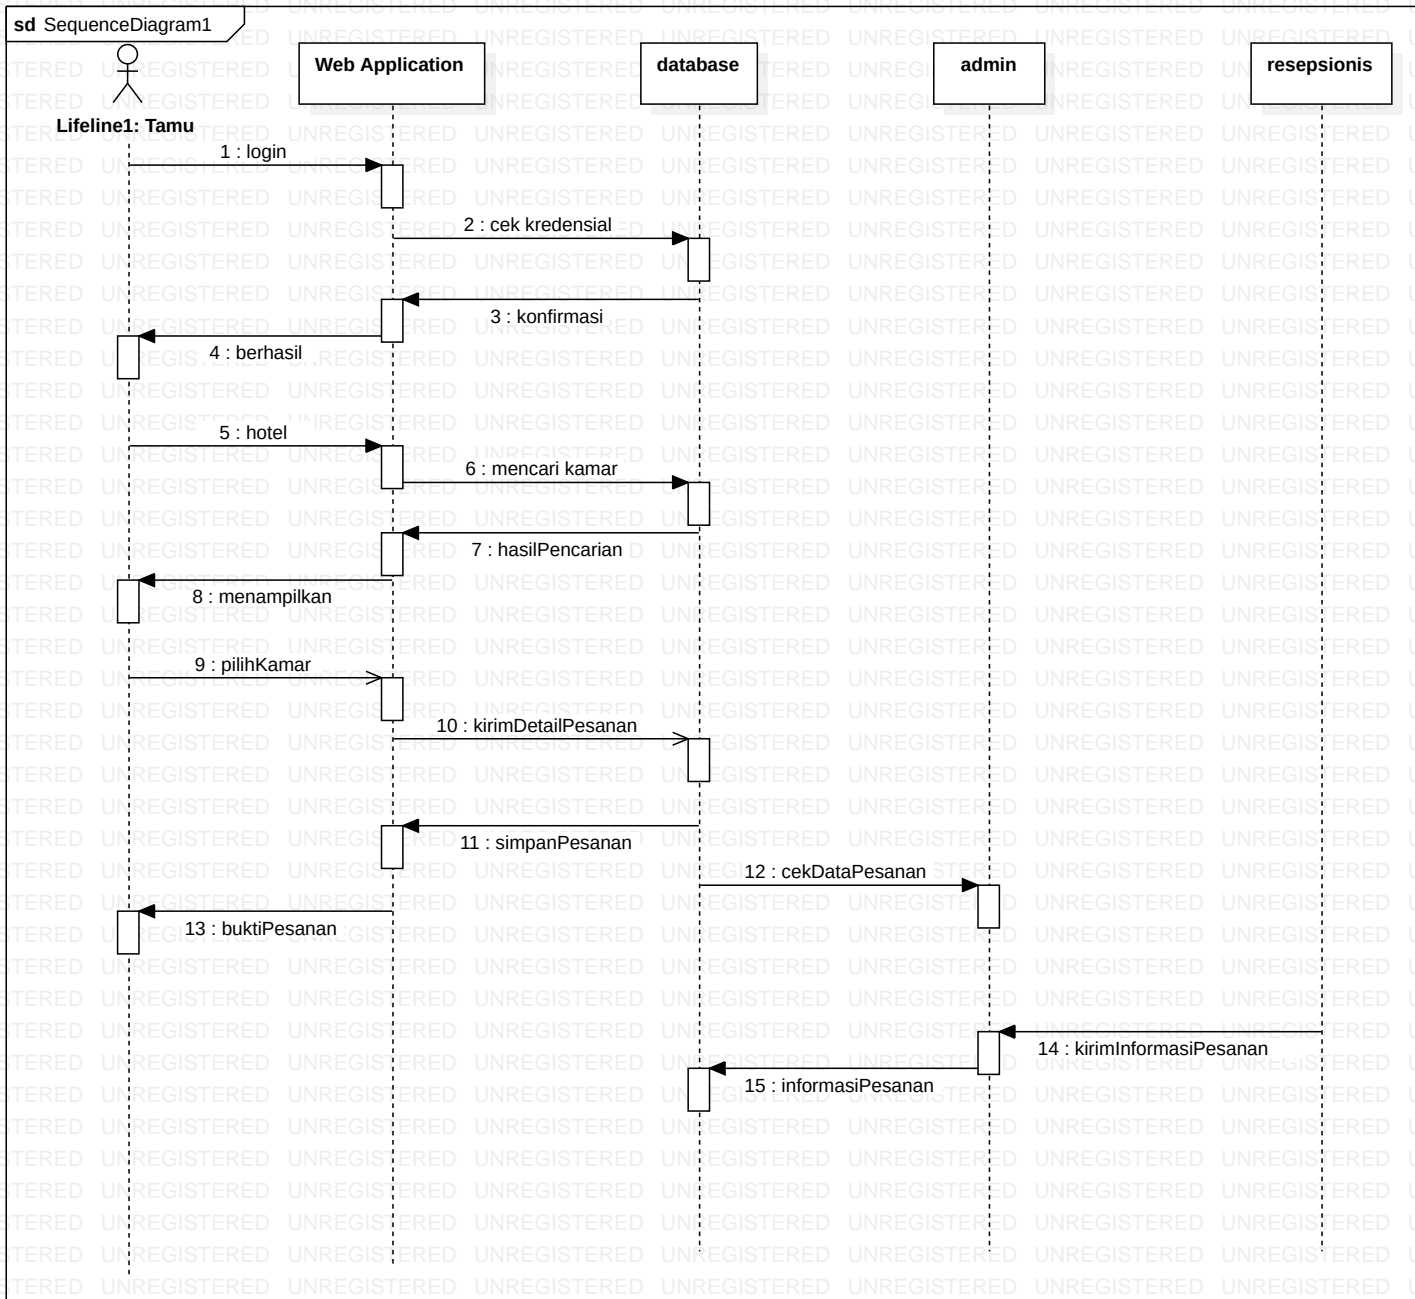 sd SequenceDiagram1
Web Application
database
admin
resepsionis
Lifeline1: Tamu
1 : login
2 : cek kredensial
3 : konfirmasi
4 : berhasil
5 : hotel
6 : mencari kamar
7 : hasilPencarian
8 : menampilkan
9 : pilihKamar
10 : kirimDetailPesanan
11 : simpanPesanan
12 : cekDataPesanan
13 : buktiPesanan
14 : kirimInformasiPesanan
15 : informasiPesanan
UNREGISTERED